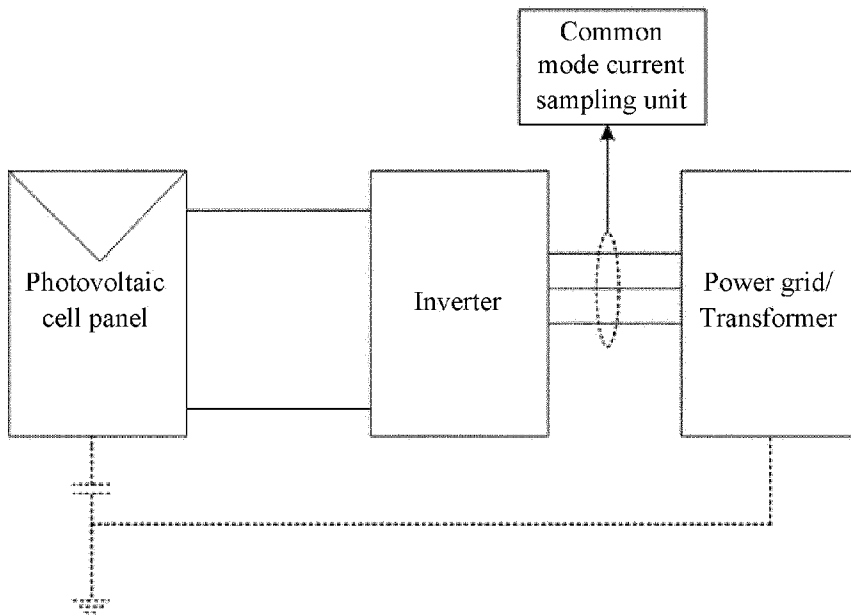 Common
mode current
sampling unit
Photovoltaic
cell panel
Inverter
Power grid/
Transformer